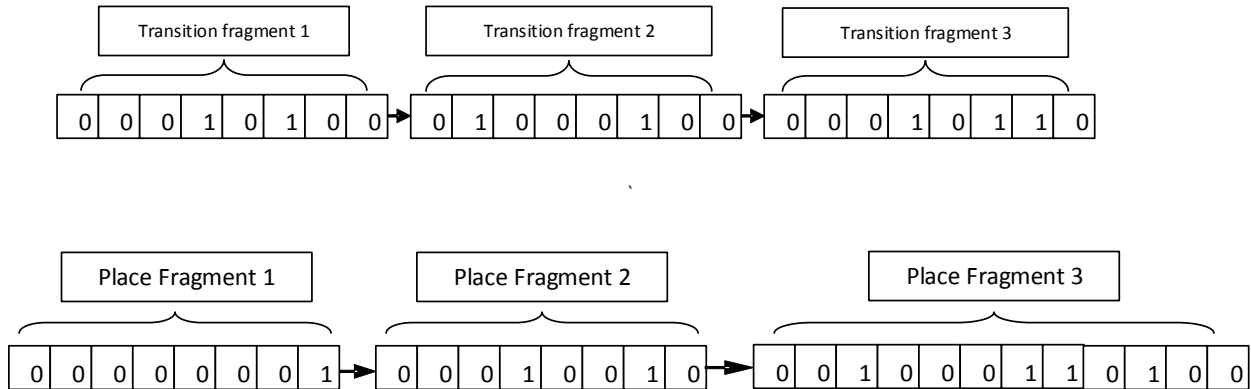 Transition fragment 1 Transition fragment 2 Transition fragment 3
0 0 0 1 0 1 0 0 0 1 0 0 0 1 0 0 0 0 0 1 0 1 1 0
`
Place Fragment 1 Place Fragment 2 Place Fragment 3
0 0 0 0 0 0 0 1 0 0 0 1 0 0 1 0 0 0 1 0 0 0 1 1 0 1 0 0